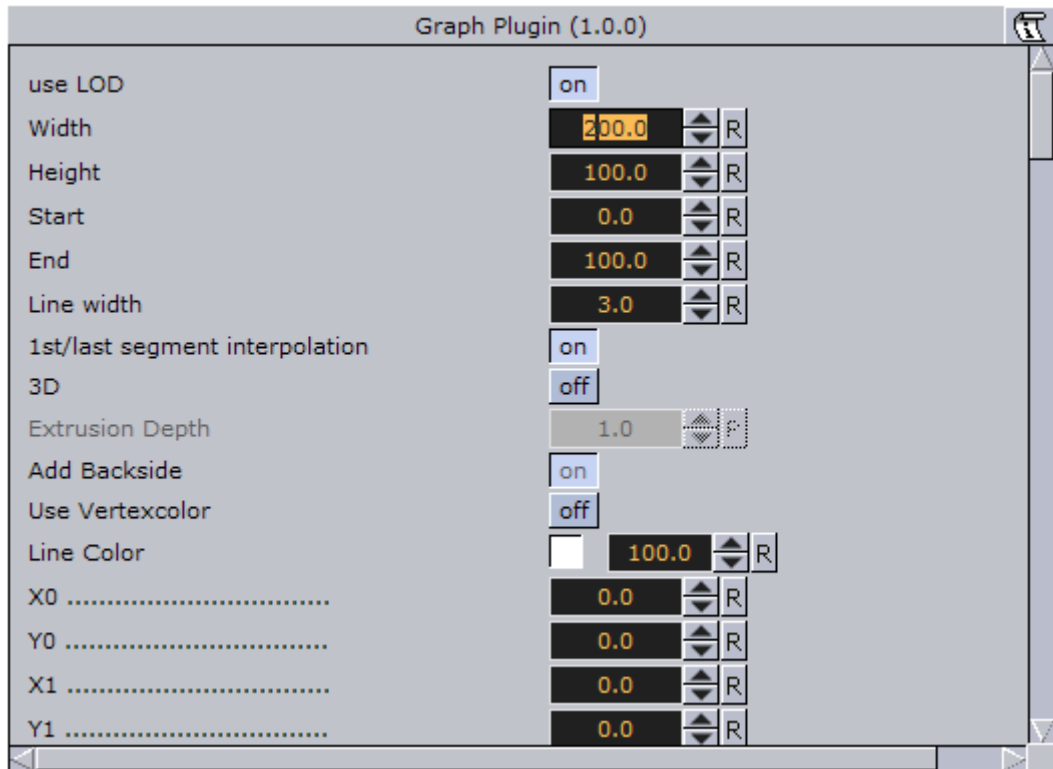 Graph Plugin (1.0.0)
use LOD on
Width 200.0 R
Height 100.0 R
Start 0.0 R
End 100.0 R
Line width 3.0 R
1st/last segment interpolation on
3D off
Extrusion Depth 1.0 R
Add Backside on
Use Vertexcolor off
Line Color 100.0 R
X0 ................................ 0.0 R
Y0 ................................ 0.0 R
X1 ................................ 0.0 R
Y1 ................................ 0.0 R